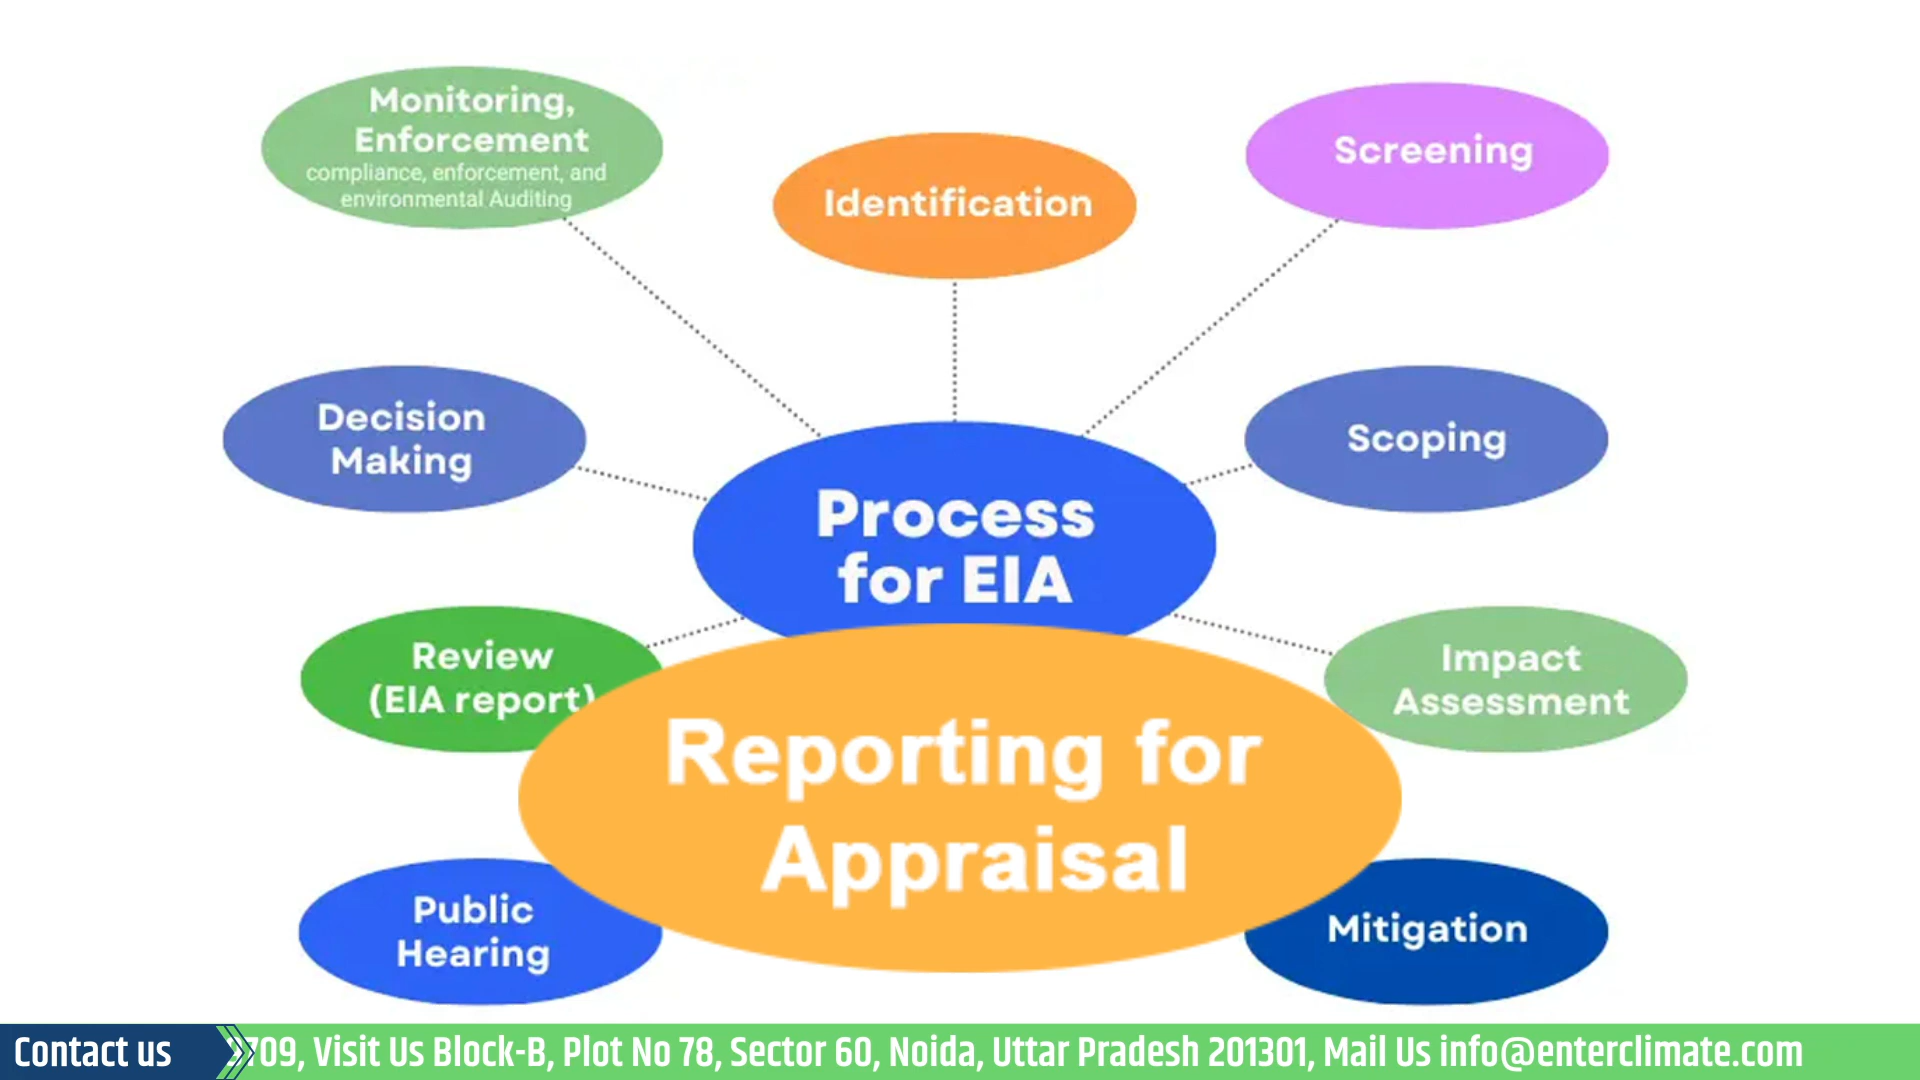 Monitoring,
Enforcement
compliance, enforcement, and
environmental Auditing
Identification
Screening
Decision
Making
Scoping
Process
for EIA
Review
(EIA report)
Impact
Assessment
Reporting for
Appraisal
Public
Hearing
Mitigation
Contact us
709, Visit Us Block-B, Plot No 78, Sector 60, Noida, Uttar Pradesh 201301, Mail Us info@enterclimate.com